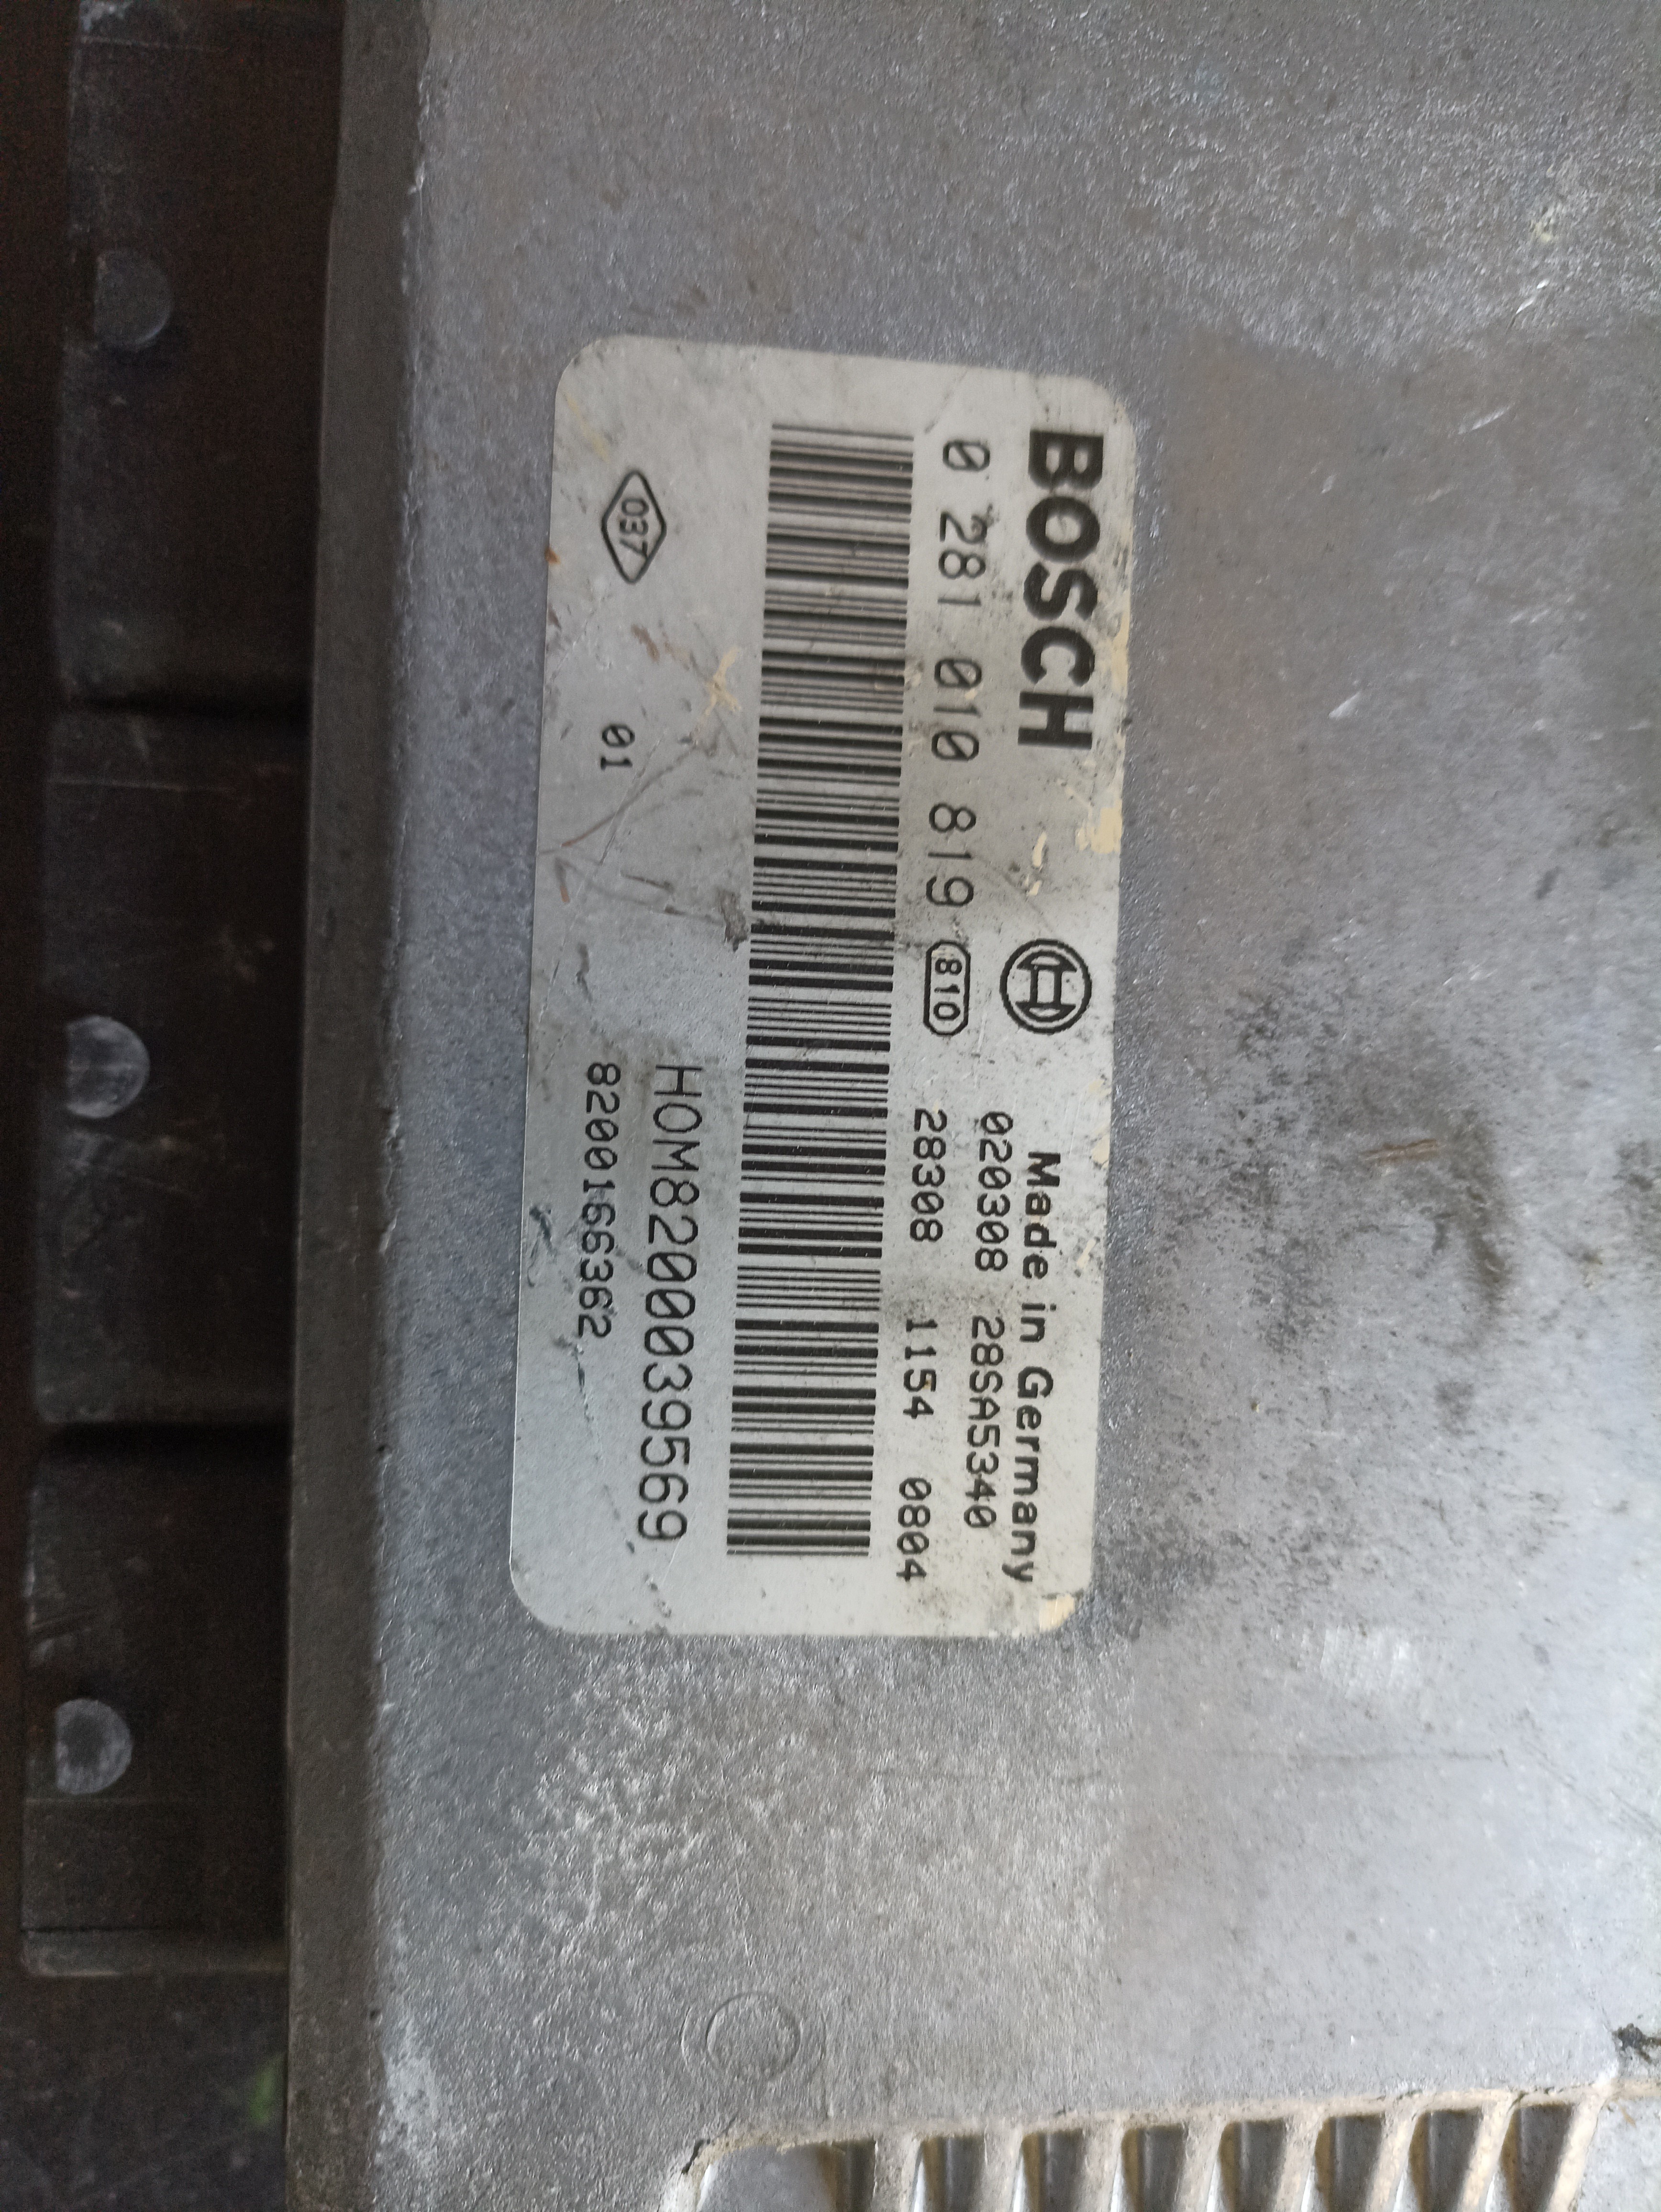 BOSCH
Made in Germany
020308 28SA5340
0 281 010 819 810
28308 1154 0804
HOM8200039569
037 01 8200166362